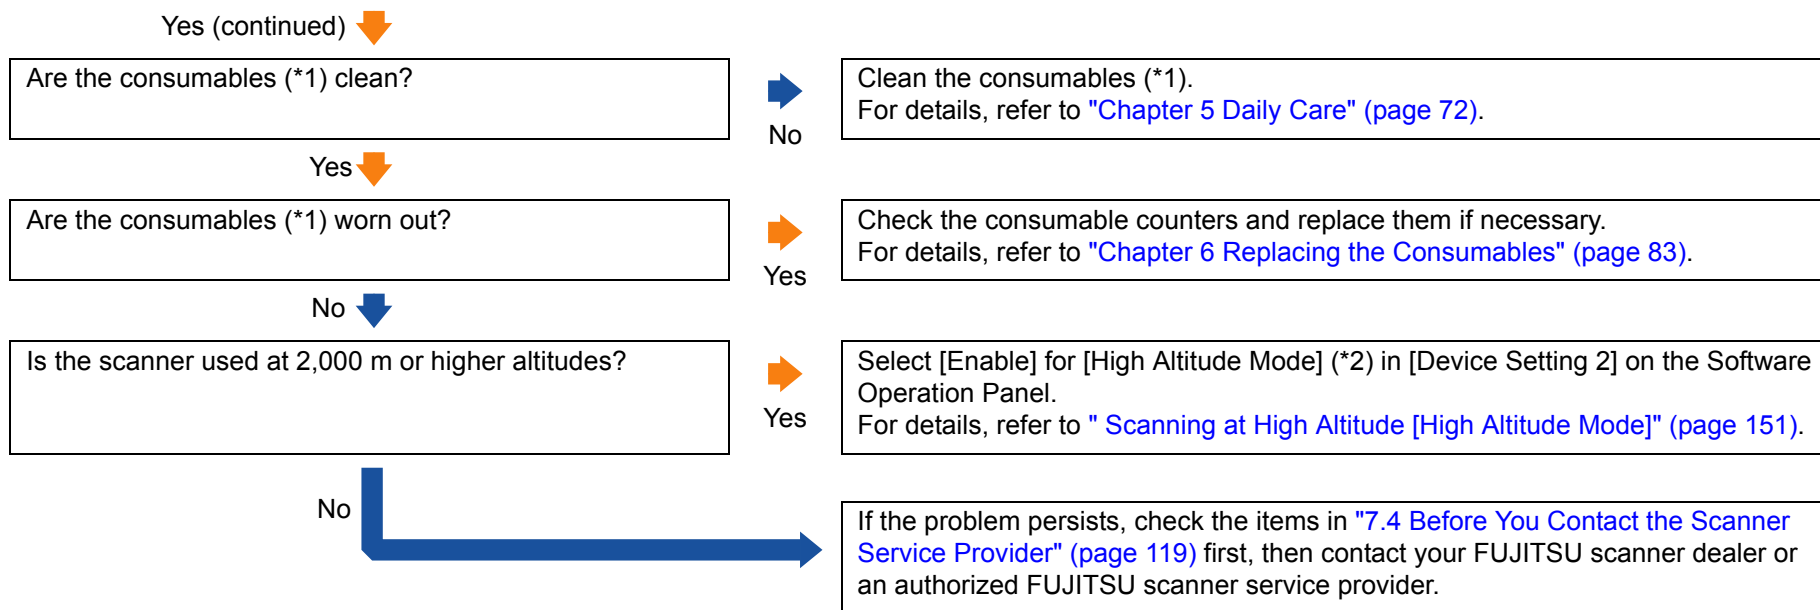 Yes (continued)
Are the consumables (*1) clean?
No
Clean the consumables (*1).
For details, refer to "Chapter 5 Daily Care" (page 72).
Yes
Are the consumables (*1) worn out?
Yes
Check the consumable counters and replace them if necessary.
For details, refer to "Chapter 6 Replacing the Consumables" (page 83).
No
Is the scanner used at 2,000 m or higher altitudes?
Yes
Select [Enable] for [High Altitude Mode] (*2) in [Device Setting 2] on the Software
Operation Panel.
For details, refer to " Scanning at High Altitude [High Altitude Mode]" (page 151).
No
If the problem persists, check the items in "7.4 Before You Contact the Scanner
Service Provider" (page 119) first, then contact your FUJITSU scanner dealer or
an authorized FUJITSU scanner service provider.